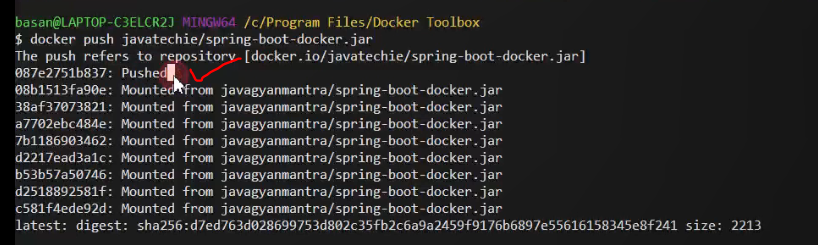 basan@LAPTOP-C3ELCR2J MINGW64 /c/Program Files/Docker Toolbox
$ docker push javatechie/spring-boot-docker.jar
The push refers to repository [docker.io/javatechie/spring-boot-docker.jar]
087e2751b837: Pushed
08b1513fa90e: Mounted from javagyanmantra/spring-boot-docker.jar
38af37073821: Mounted from javagyanmantra/spring-boot-docker.jar
a7702ebc484e: Mounted from javagyanmantra/spring-boot-docker.jar
7b1186903462: Mounted from javagyanmantra/spring-boot-docker.jar
d2217ead3a1c: Mounted from javagyanmantra/spring-boot-docker.jar
b53b57a50746: Mounted from javagyanmantra/spring-boot-docker.jar
d2518892581f: Mounted from javagyanmantra/spring-boot-docker.jar
c581f4ede92d: Mounted from javagyanmantra/spring-boot-docker.jar
latest: digest: sha256:d7ed763d028699753d802c35fb2c6a9a2459f9176b6897e55616158345e8f241 size: 2213